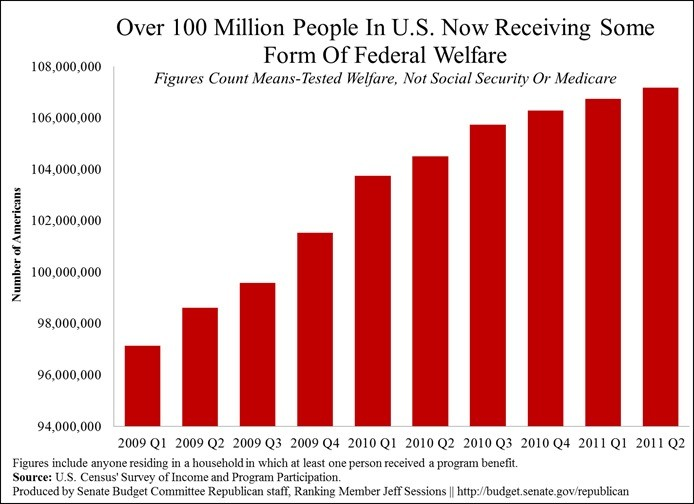 Over 100 Million People In U.S. Now Receiving Some
Form Of Federal Welfare
Figures Count Means-Tested Welfare, Not Social Security Or Medicare
108,000,000
106,000,000
104,000,000
102,000,000
100,000,000
98,000,000
96,000,000
94,000,000
Number of Americans
2009 Q1 2009 Q2 2009 Q3 2009 Q4 2010 Q1 2010 Q2 2010 Q3 2010 Q4 2011 Q1 2011 Q2
Figures include anyone residing in a household in which at least one person received a program benefit.
Source: U.S. Census' Survey of Income and Program Participation.
Produced by Senate Budget Committee Republican staff, Ranking Member Jeff Sessions || http://budget.senate.gov/republican